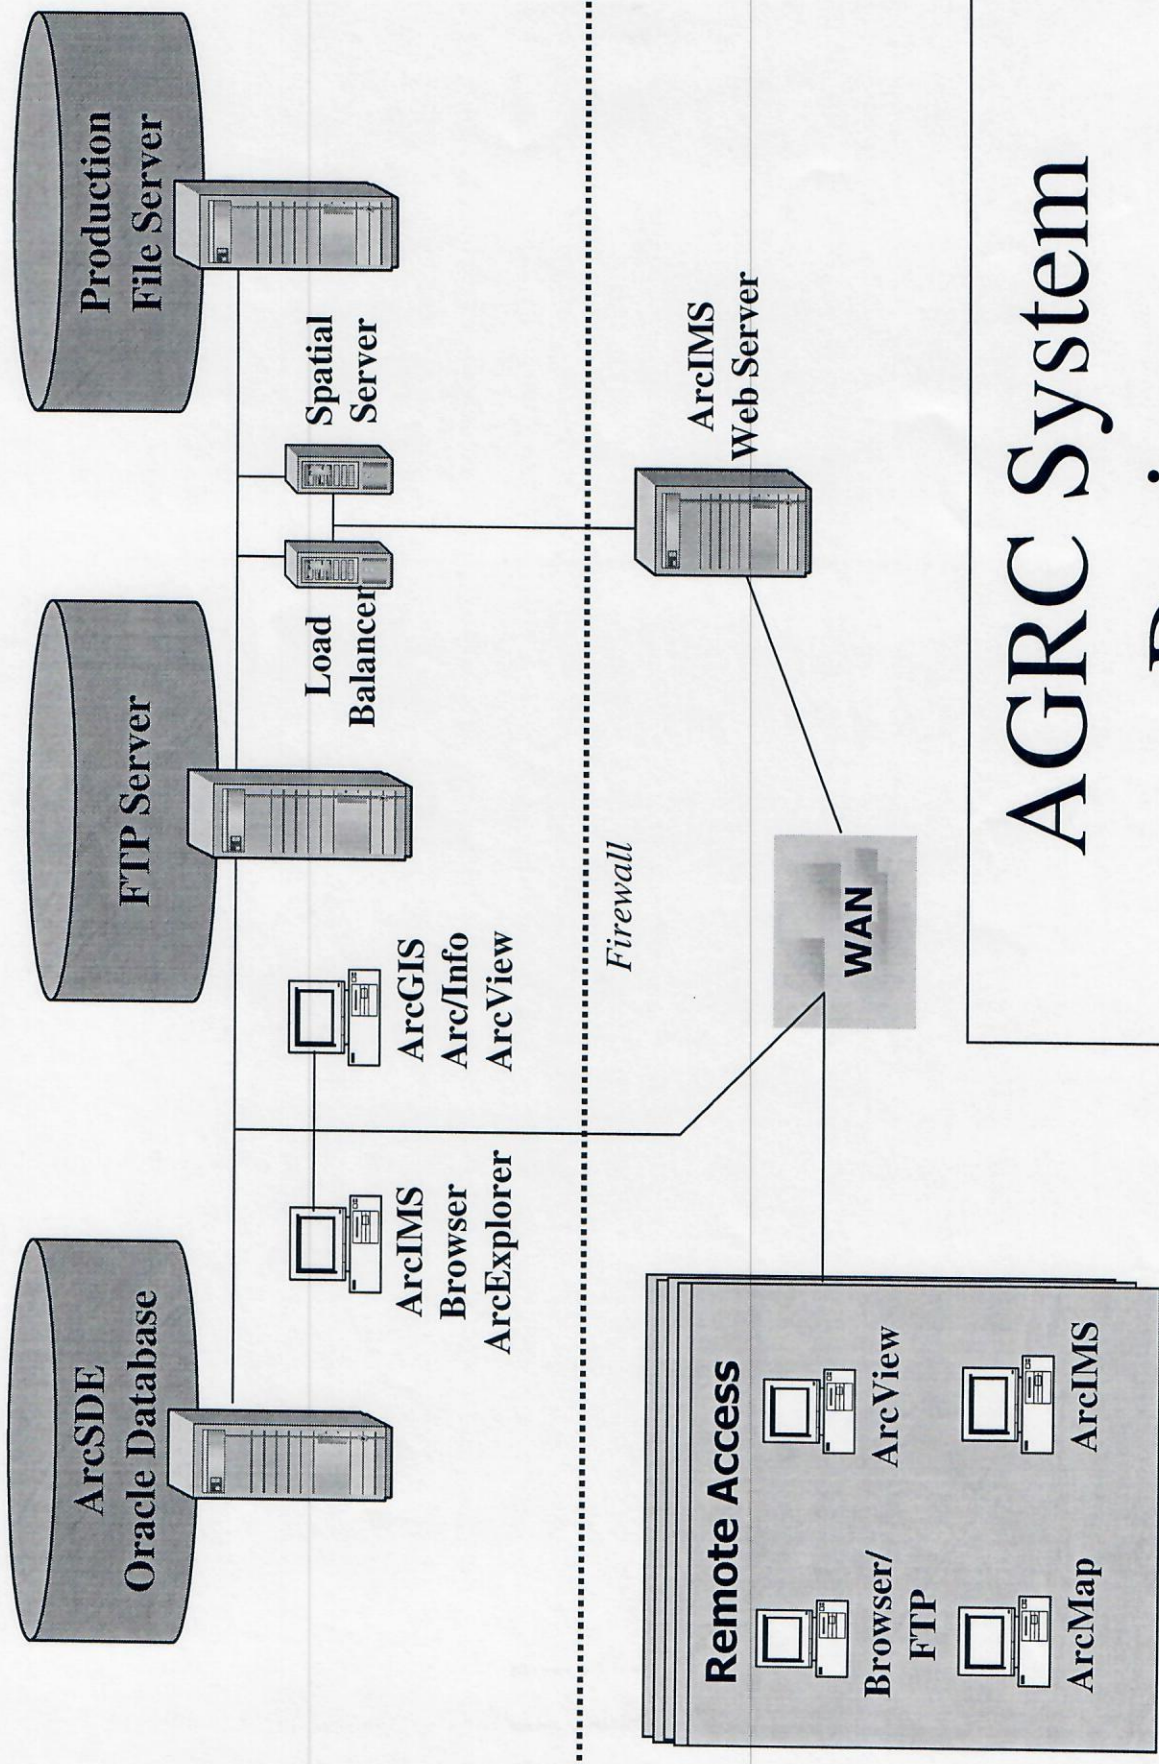 ArcSDE
Oracle Database
FTP Server
Production
File Server
ArcIMS
Browser
ArcExplorer
ArcGIS
Arc/Info
ArcView
Load
Balancer
Spatial
Server
Firewall
ArcIMS
Web Server
WAN
Remote Access
Browser/
FTP
ArcView
ArcMap
ArcIMS
AGRC System